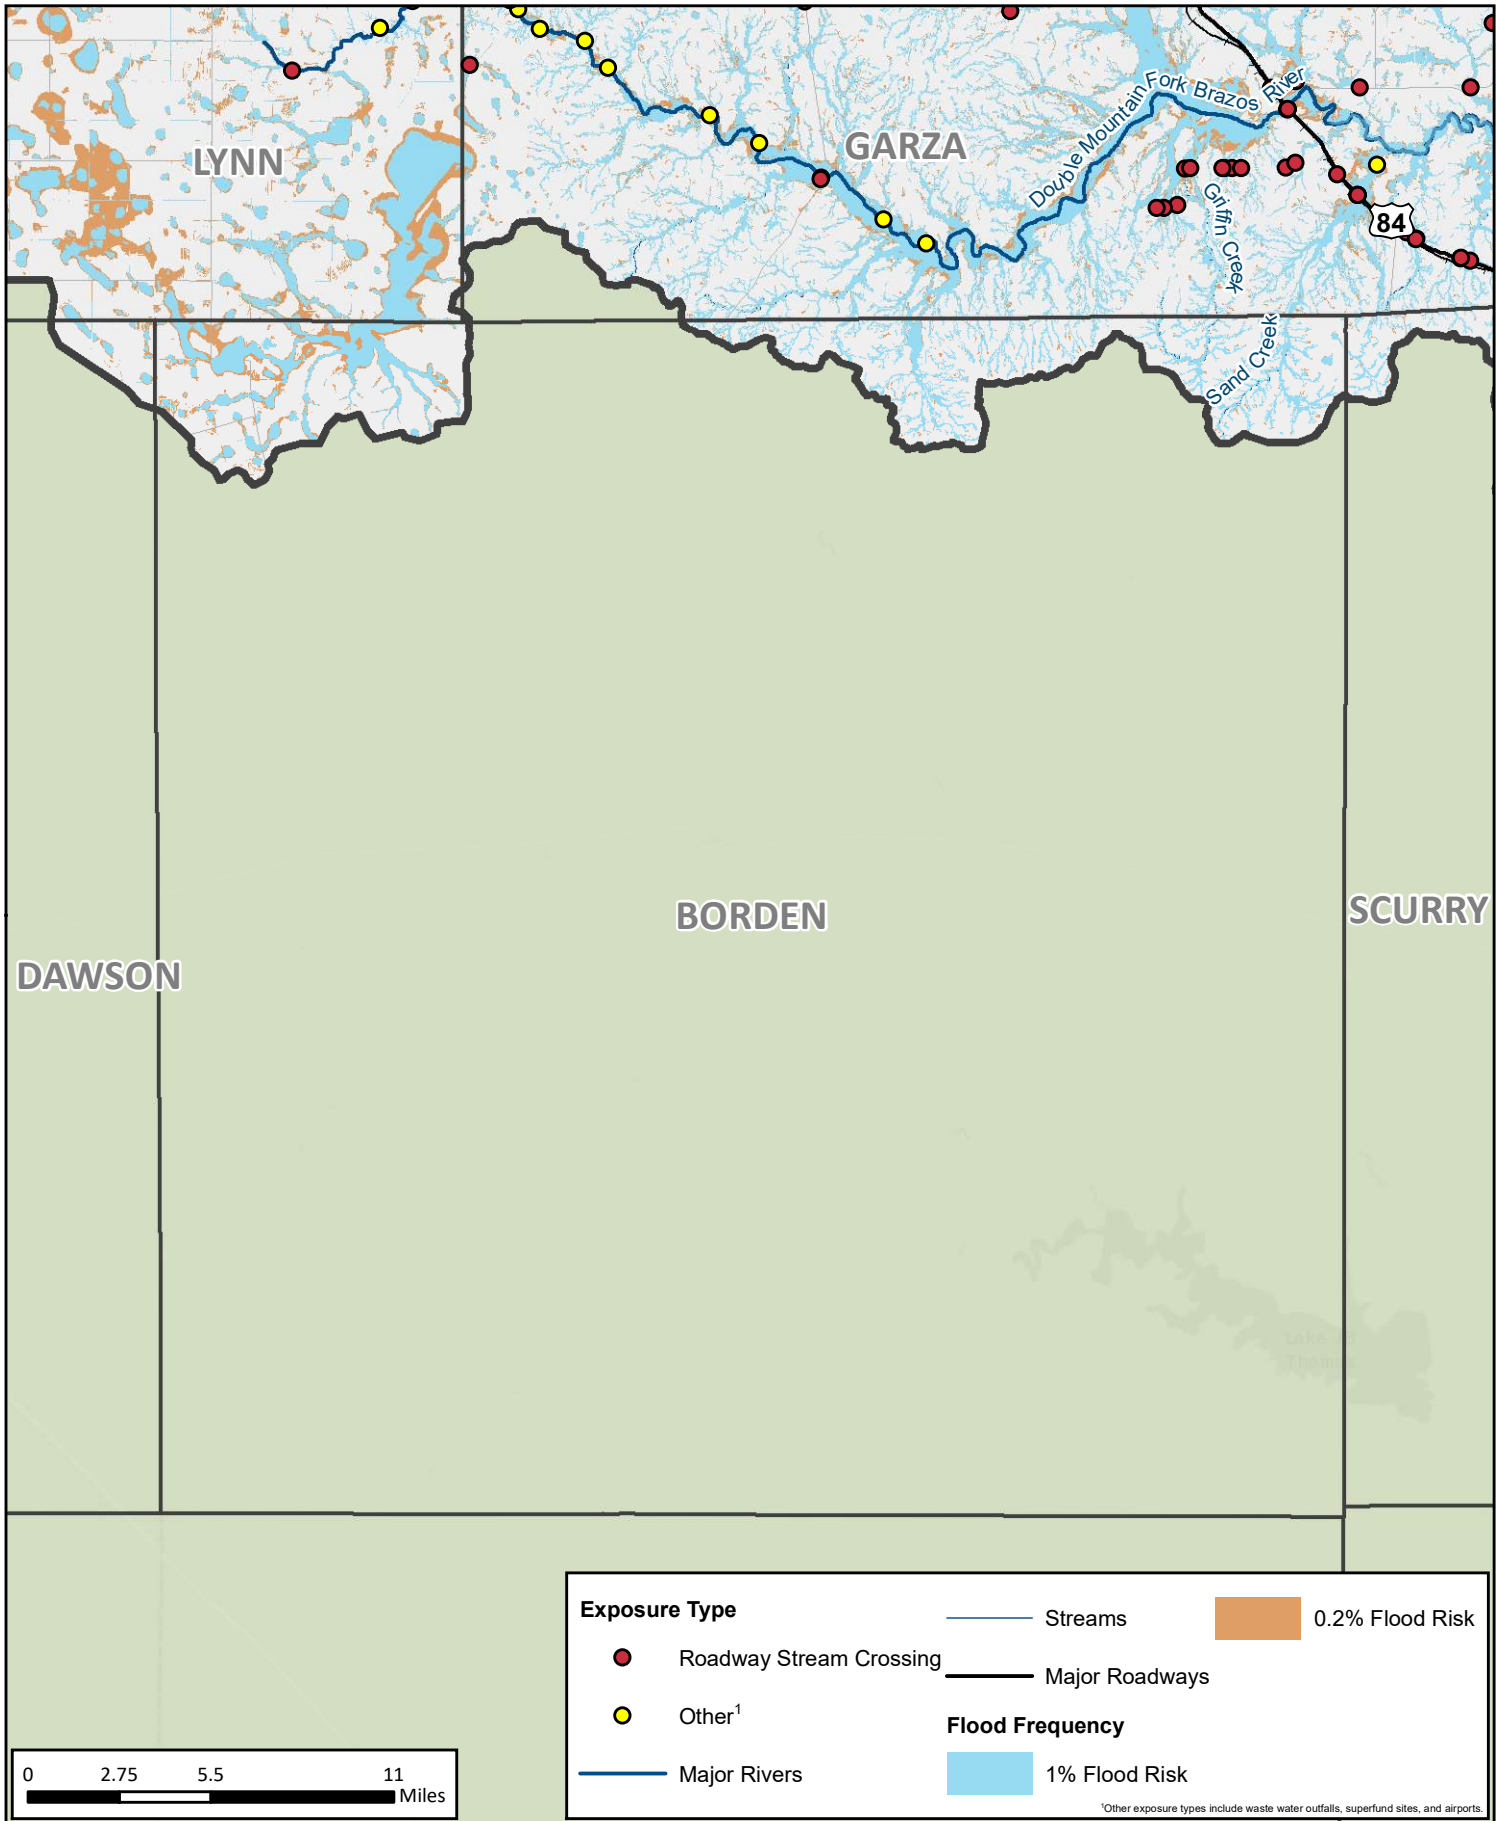 LYNN
GARZA
Double Mountain Fork Brazos River
84
Griffin Creek
Sand Creek
BORDEN
SCURRY
DAWSON
Lake J B
Thomas
Exposure Type
Roadway Stream Crossing
Other¹
Major Rivers
Streams
Major Roadways
Flood Frequency
1% Flood Risk
0.2% Flood Risk
¹Other exposure types include waste water outfalls, superfund sites, and airports.
0 2.75 5.5 11
Miles